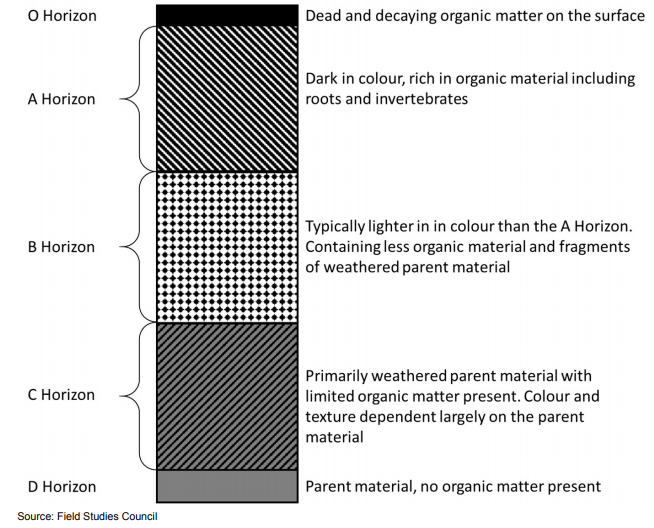 O Horizon
Dead and decaying organic matter on the surface
A Horizon
Dark in colour, rich in organic material including
roots and invertebrates
B Horizon
Typically lighter in in colour than the A Horizon.
Containing less organic material and fragments
of weathered parent material
C Horizon
Primarily weathered parent material with
limited organic matter present. Colour and
texture dependent largely on the parent
material
D Horizon
Parent material, no organic matter present
Source: Field Studies Council